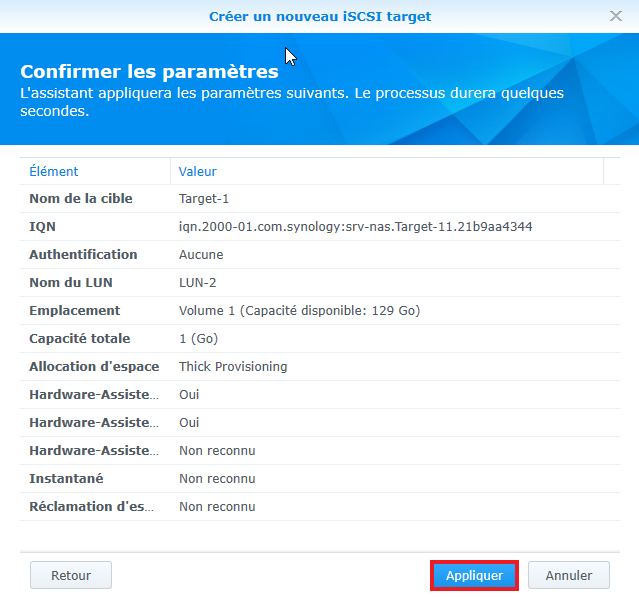 Créer un nouveau iSCSI target
Confirmer les paramètres
L'assistant appliquera les paramètres suivants. Le processus durera quelques
secondes.
Élément Valeur
Nom de la cible Target-1
IQN iqn.2000-01.com.synology:srv-nas.Target-11.21b9aa4344
Authentification Aucune
Nom du LUN LUN-2
Emplacement Volume 1 (Capacité disponible: 129 Go)
Capacité totale 1 (Go)
Allocation d'espace Thick Provisioning
Hardware-Assiste... Oui
Hardware-Assiste... Oui
Hardware-Assiste... Non reconnu
Instantané Non reconnu
Réclamation d'es... Non reconnu
Retour Appliquer Annuler